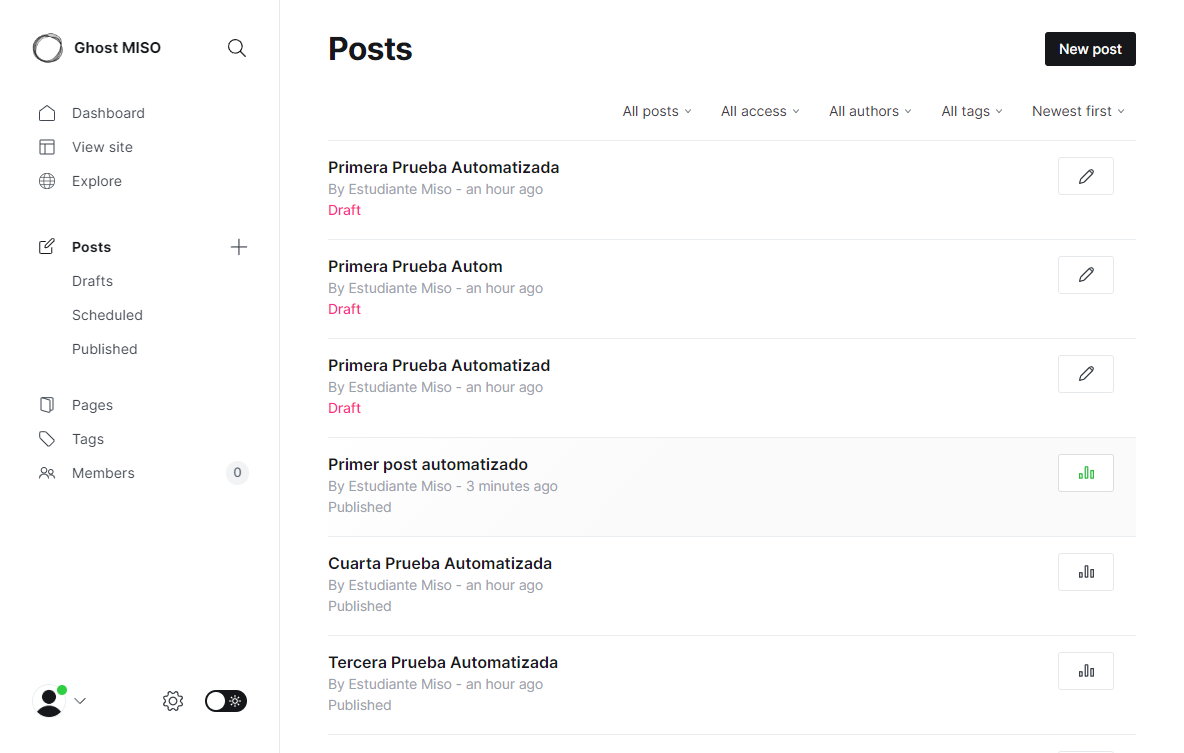 Ghost MISO
Dashboard
View site
Explore
Posts
Drafts
Scheduled
Published
Pages
Tags
Members 0
Posts
New post
All posts All access All authors All tags Newest first
Primera Prueba Automatizada
By Estudiante Miso - an hour ago
Draft
Primera Prueba Autom
By Estudiante Miso - an hour ago
Draft
Primera Prueba Automatizad
By Estudiante Miso - an hour ago
Draft
Primer post automatizado
By Estudiante Miso - 3 minutes ago
Published
Cuarta Prueba Automatizada
By Estudiante Miso - an hour ago
Published
Tercera Prueba Automatizada
By Estudiante Miso - an hour ago
Published